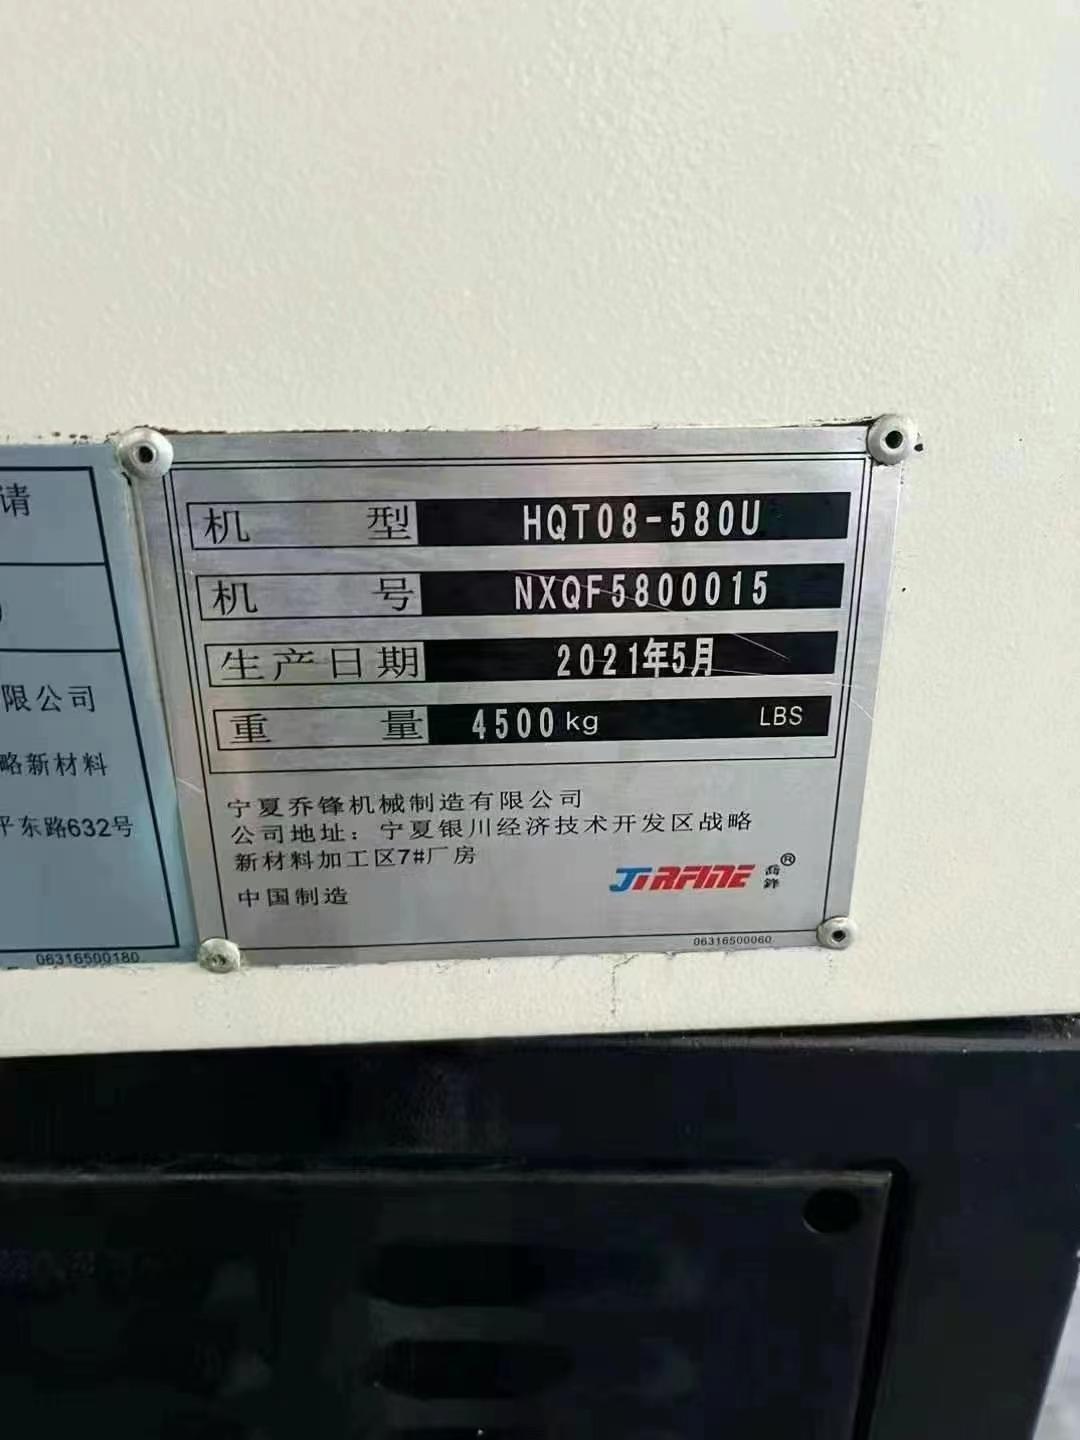 请
限公司
略新材料
平东路632号
06316500180
机 型 HQT08-580U
机 号 NXQF5800015
生产日期 2021年5月
重 量 4500kg LBS
宁夏乔锋机械制造有限公司
公司地址：宁夏银川经济技术开发区战略
新材料加工区7#厂房
中国制造
JIRFINE 喬鋒®
06316500060